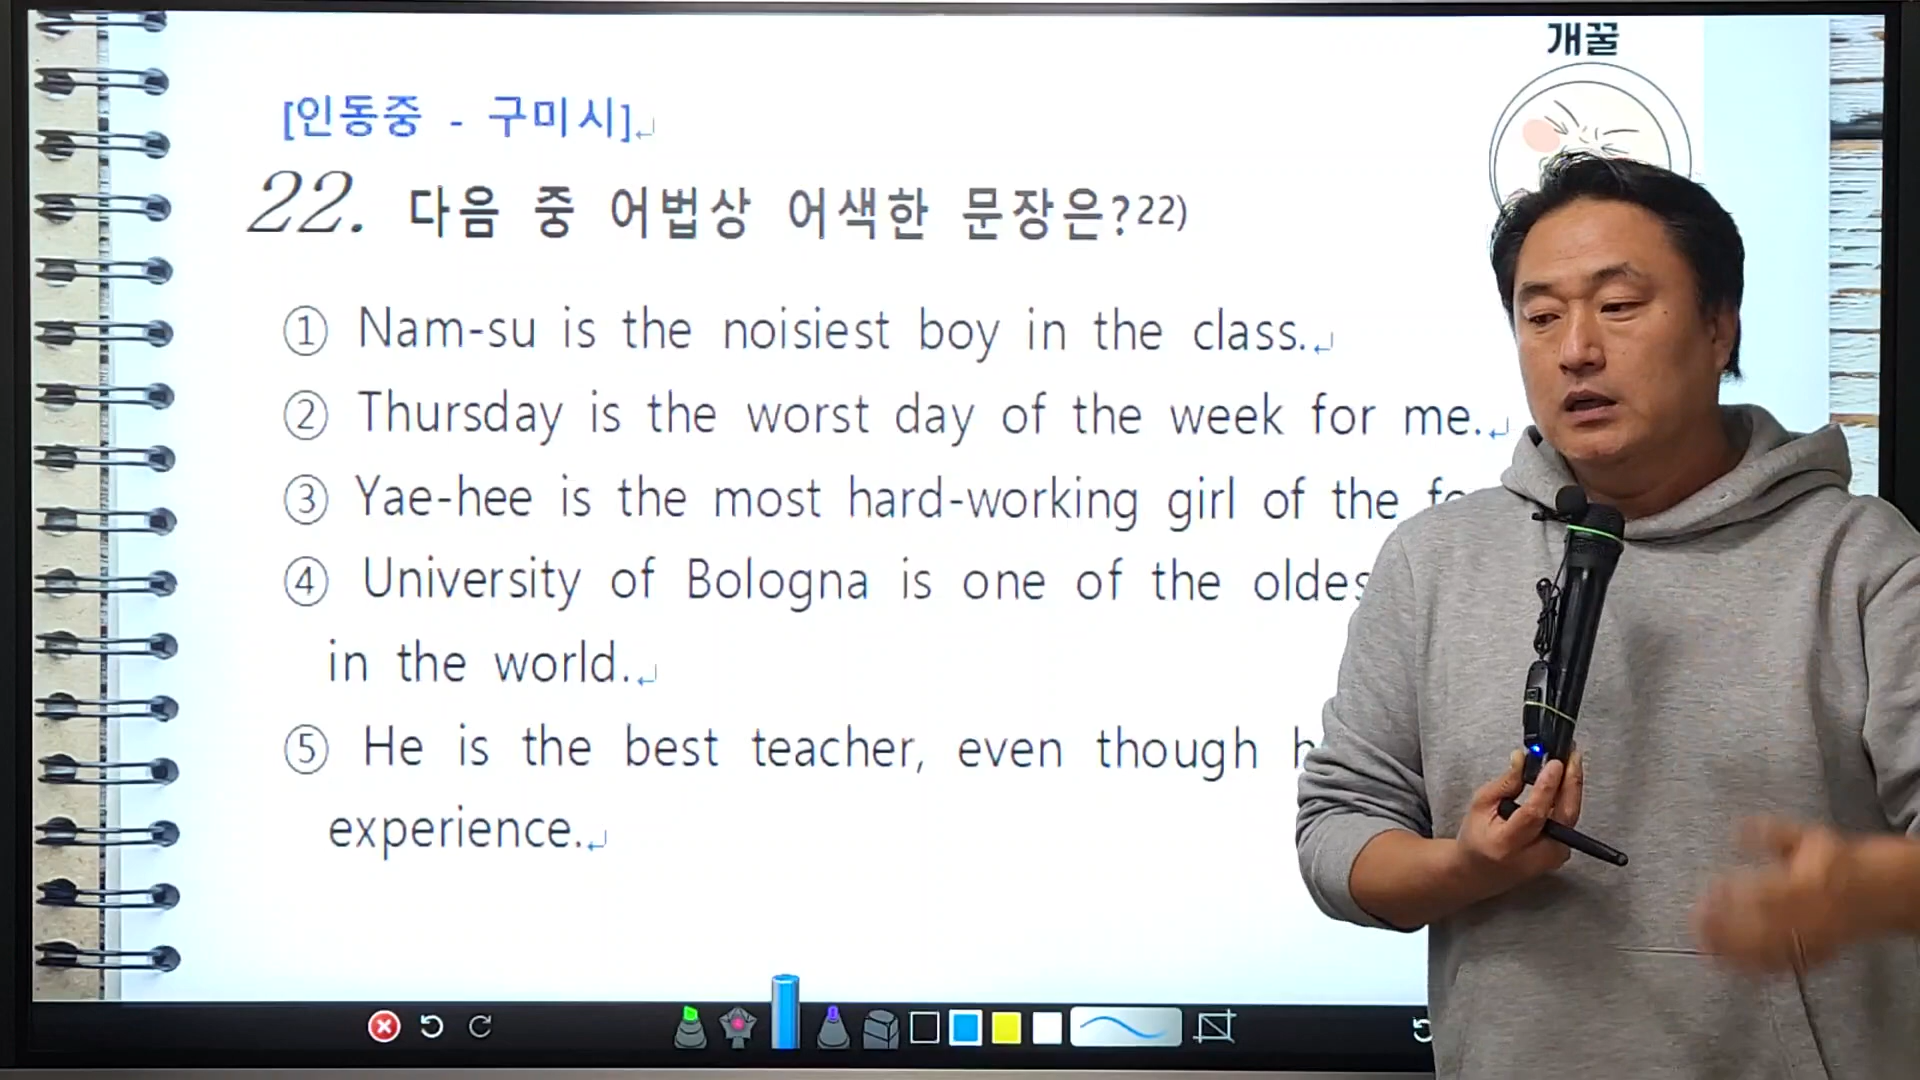 개꿀
[인동중 - 구미시]
22. 다음 중 어법상 어색한 문장은?22)
① Nam-su is the noisiest boy in the class.
② Thursday is the worst day of the week for me.
③ Yae-hee is the most hard-working girl of the
④ University of Bologna is one of the
in the world.
⑤ He is the best teacher, even though
experience.